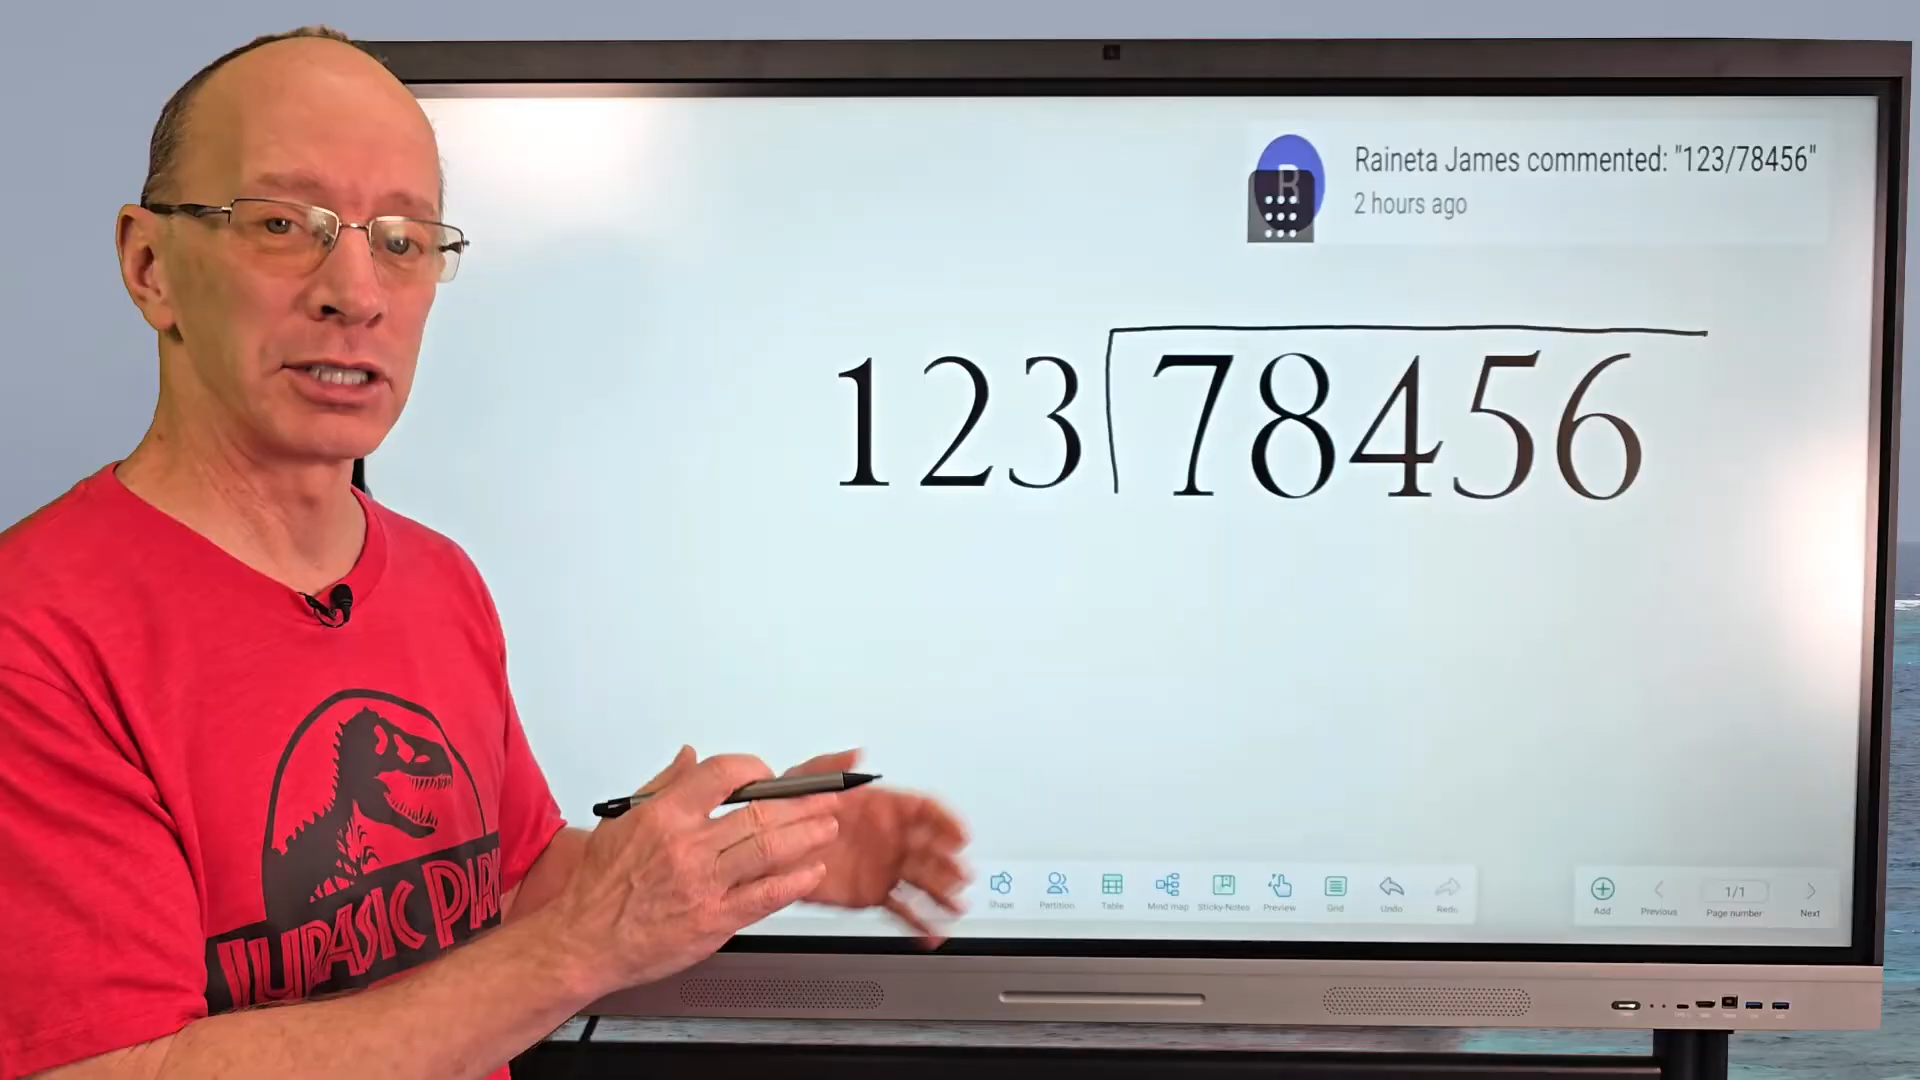 Raineta James commented: "123/78456"
R
2 hours ago
123 78456
JURASSIC PARK
Shape Partition Table Mind map Sticky-Notes Preview Grid Undo Redo
Add Previous 1/1 Page number Next